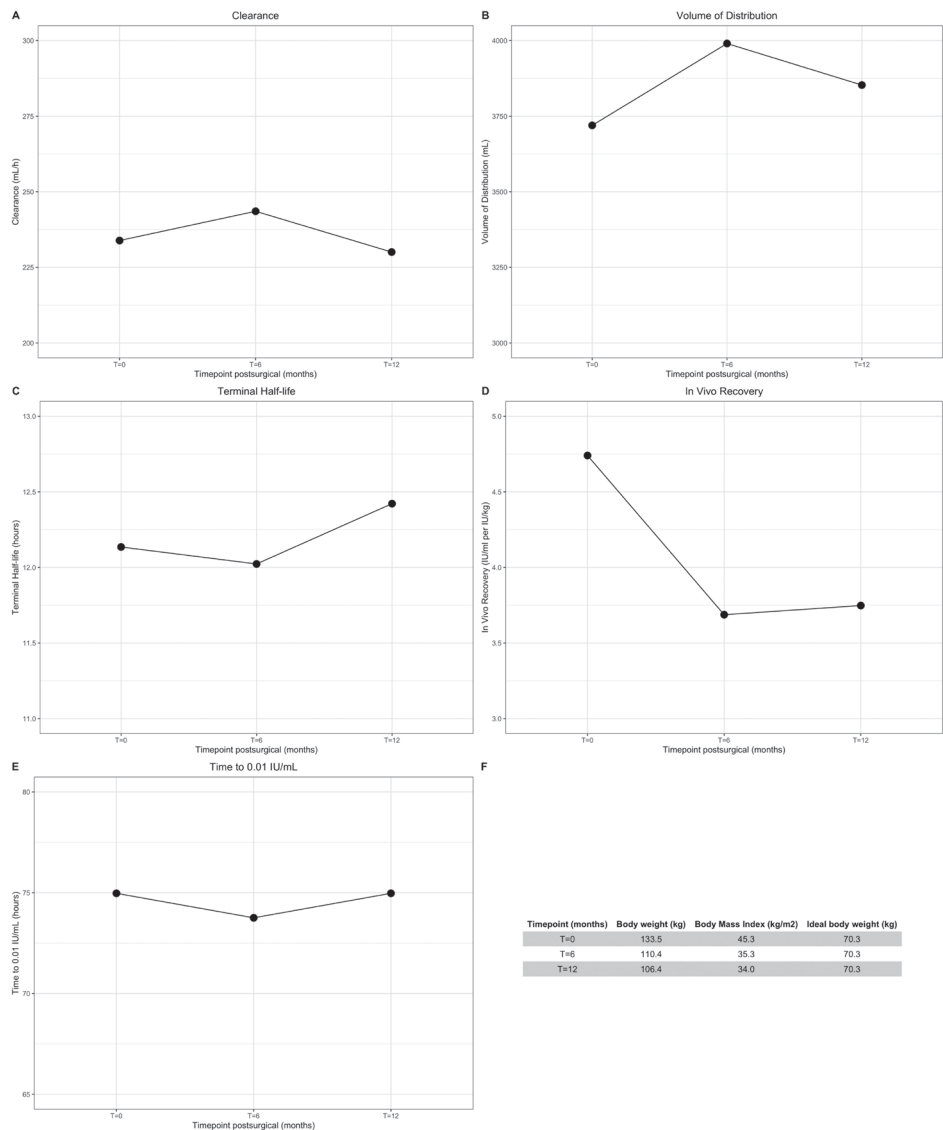 A
Clearance
300
275
250
225
200
Clearance (mL/h)
T=0 T=6 T=12
Timepoint postsurgical (months)
B
Volume of Distribution
4000
3750
3500
3250
3000
Volume of Distribution (mL)
T=0 T=6 T=12
Timepoint postsurgical (months)
C
Terminal Half-life
13.0
12.5
12.0
11.5
11.0
Terminal Half-life (hours)
T=0 T=6 T=12
Timepoint postsurgical (months)
D
In Vivo Recovery
5.0
4.5
4.0
3.5
3.0
In Vivo Recovery (IU/ml per IU/kg)
T=0 T=6 T=12
Timepoint postsurgical (months)
E
Time to 0.01 IU/mL
80
75
70
65
Time to 0.01 IU/mL (hours)
T=0 T=6 T=12
Timepoint postsurgical (months)
F
Timepoint (months) Body weight (kg) Body Mass Index (kg/m2) Ideal body weight (kg)
T=0 133.5 45.3 70.3
T=6 110.4 35.3 70.3
T=12 106.4 34.0 70.3